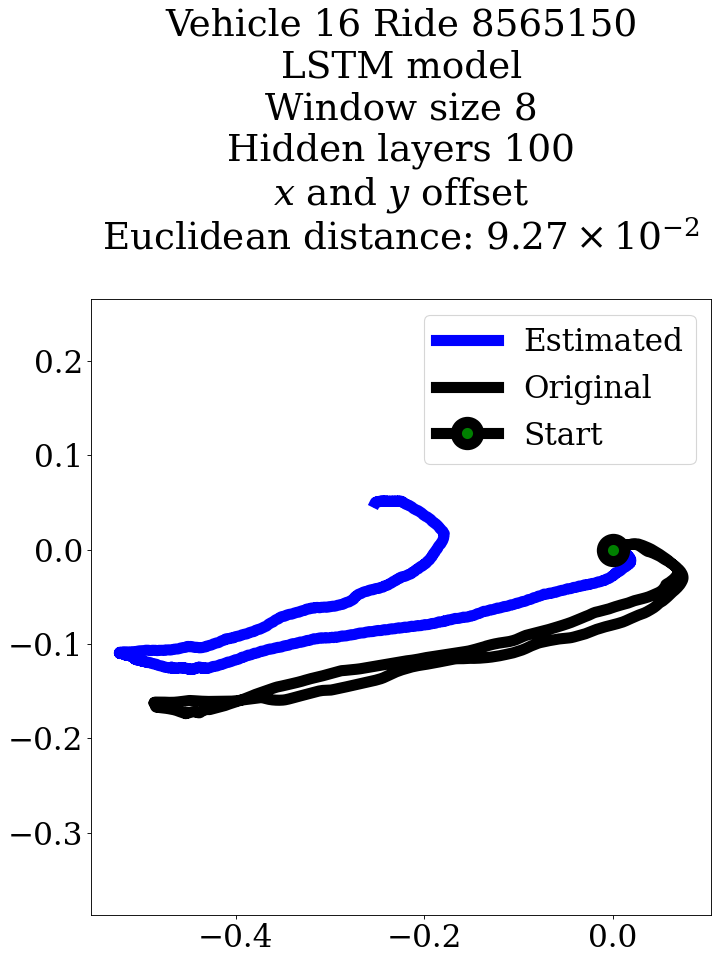 Vehicle 16 Ride 8565150
LSTM model
Window size 8
Hidden layers 100
x and y offset
Euclidean distance: 9.27 × 10⁻²
Estimated
Original
Start
0.2
0.1
0.0
−0.1
−0.2
−0.3
−0.4
−0.2
0.0